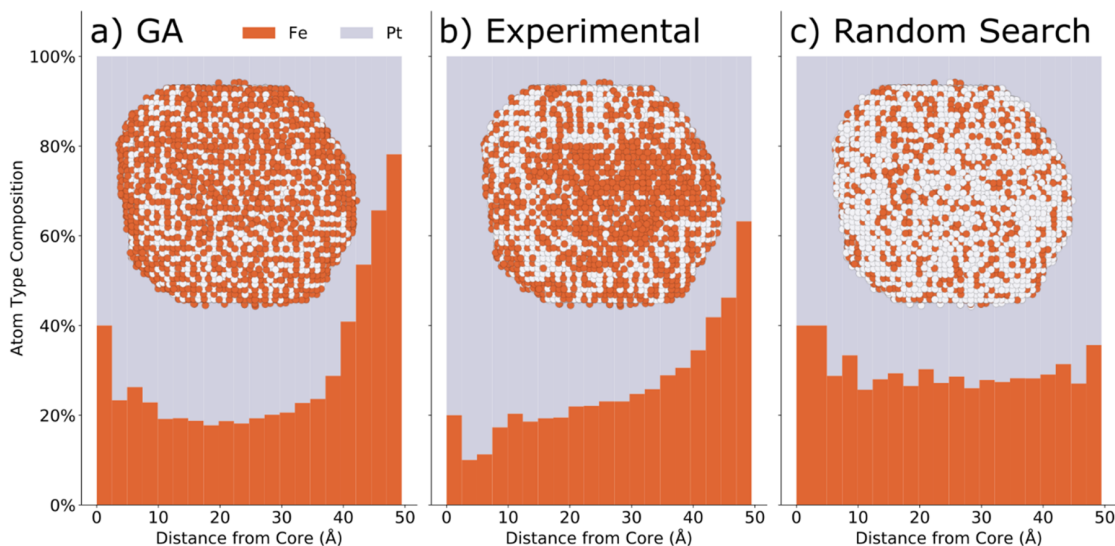 a) GA
Fe
Pt
b) Experimental
c) Random Search
100%
80%
60%
40%
20%
0%
Atom Type Composition
0 10 20 30 40 50
0 10 20 30 40 50
0 10 20 30 40 50
Distance from Core (Å)
Distance from Core (Å)
Distance from Core (Å)